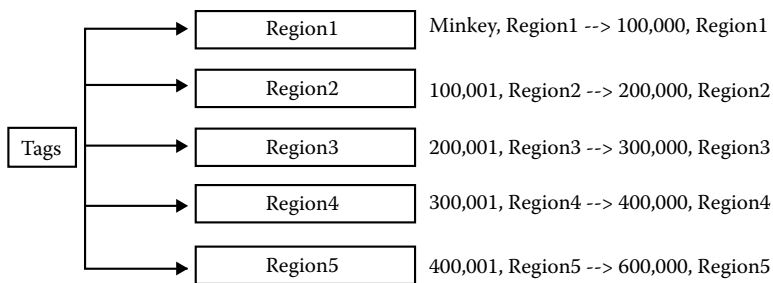 Region1 Minkey, Region1 --> 100,000, Region1
Region2 100,001, Region2 --> 200,000, Region2
Tags Region3 200,001, Region3 --> 300,000, Region3
Region4 300,001, Region4 --> 400,000, Region4
Region5 400,001, Region5 --> 600,000, Region5